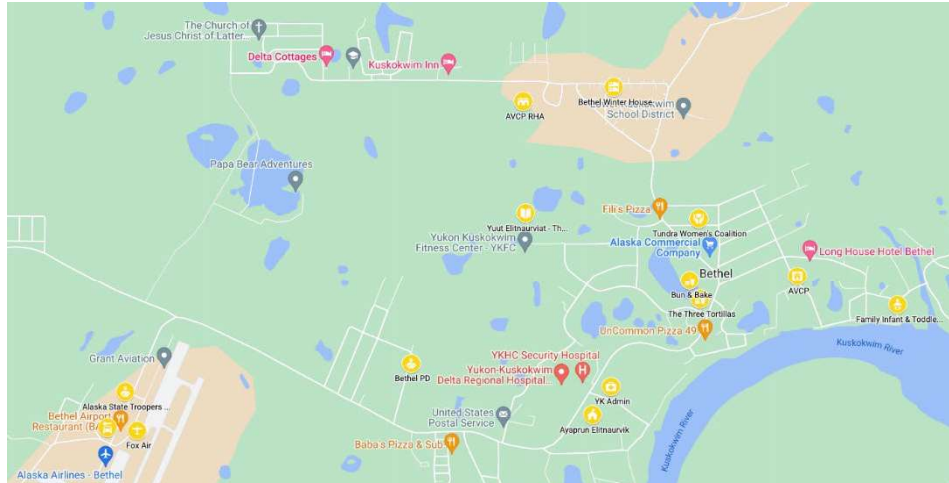 The Church of
Jesus Christ of Latter...
Delta Cottages
Kuskokwim Inn
AVCP RHA
Bethel Winter House
Kuskokwim
School District
Papa Bear Adventures
Yuut Elitnaurviat - Th...
Yukon Kuskokwim
Fitness Center - YKFC
Fili's Pizza
Tundra Women's Coalition
Alaska Commercial
Company
Long House Hotel Bethel
Bethel
Bun & Bake
AVCP
The Three Tortillas
Family Infant & Toddle...
UnCommon Pizza 49
Kuskokwim River
Grant Aviation
YKHC Security Hospital
Yukon-Kuskokwim
Delta Regional Hospital...
Bethel PD
YK Admin
Alaska State Troopers ...
Bethel Airport
Restaurant (BA
Fox Air
United States
Postal Service
Ayaprun Elitnaurvik
Baba's Pizza & Sub
Kuskokwim River
Alaska Airlines - Bethel